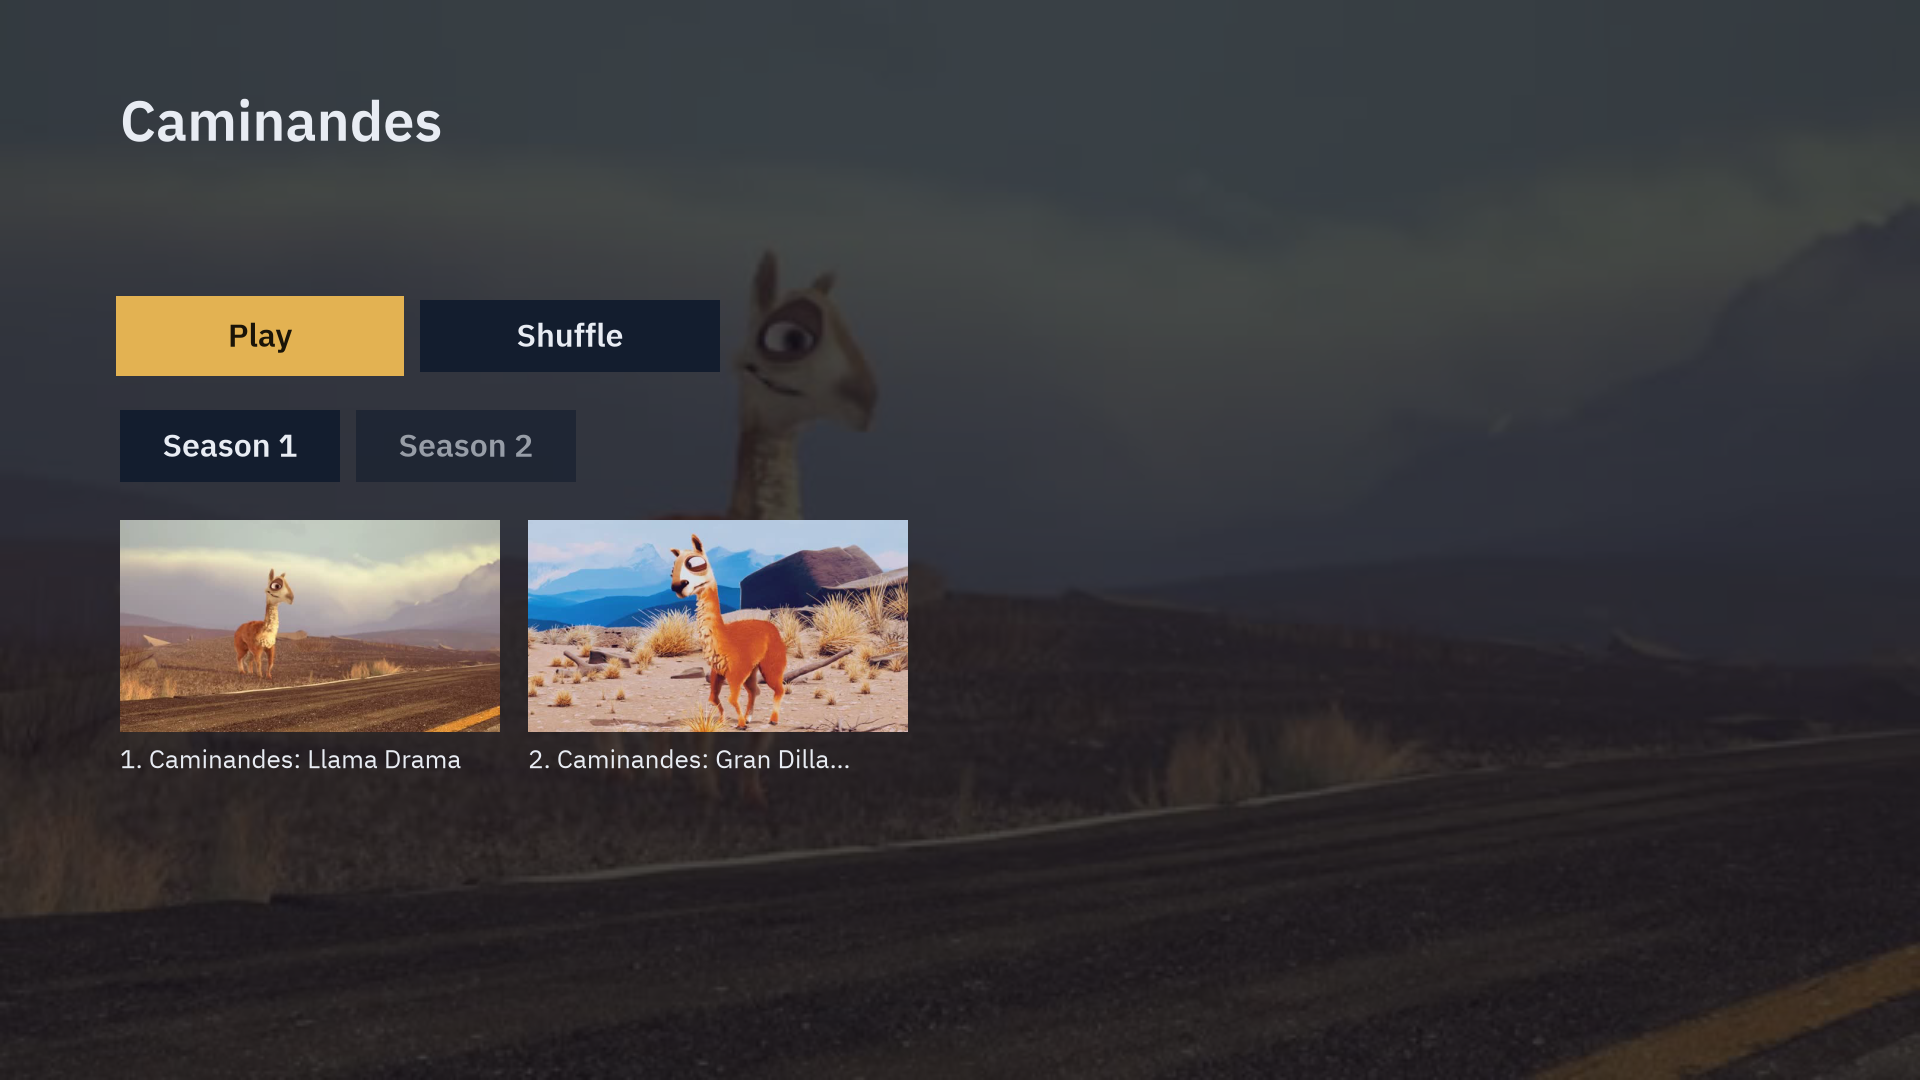 Caminandes
Play
Shuffle
Season 1
Season 2
1. Caminandes: Llama Drama
2. Caminandes: Gran Dilla...